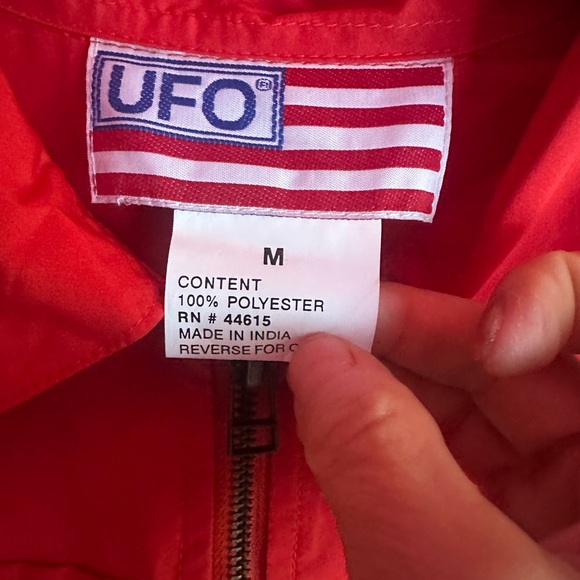 UFO®
M
CONTENT
100% POLYESTER
RN # 44615
MADE IN INDIA
REVERSE FOR